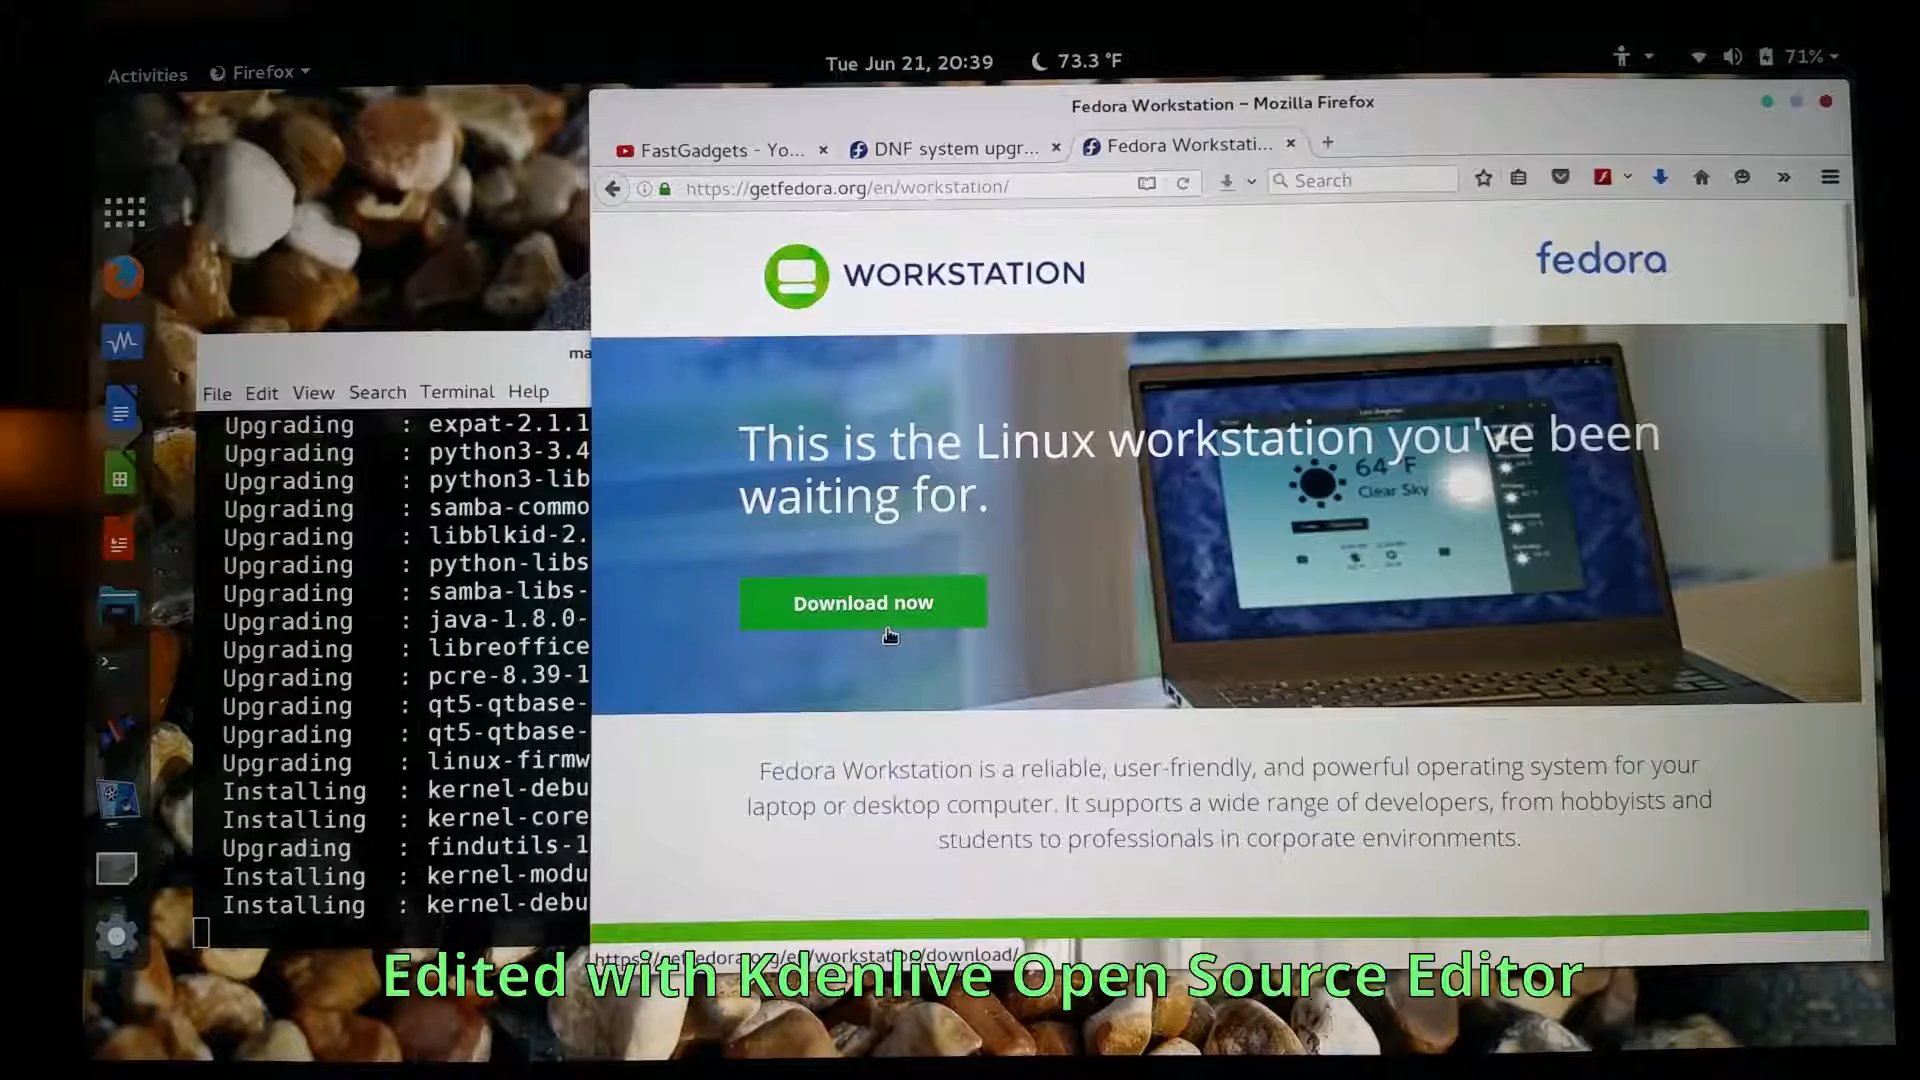 Activities Firefox
Tue Jun 21, 20:39 73.3 °F
71%
Fedora Workstation – Mozilla Firefox
FastGadgets - Yo... × DNF system upgr... × Fedora Workstati... × +
https://getfedora.org/en/workstation/ Search
WORKSTATION
fedora
This is the Linux workstation you've been
waiting for.
64°F
Clear Sky
Download now
Fedora Workstation is a reliable, user-friendly, and powerful operating system for your
laptop or desktop computer. It supports a wide range of developers, from hobbyists and
students to professionals in corporate environments.
https://getfedora.org/en/workstation/download/
ma
File Edit View Search Terminal Help
Upgrading : expat-2.1.1
Upgrading : python3-3.4
Upgrading : python3-lib
Upgrading : samba-commo
Upgrading : libblkid-2.
Upgrading : python-libs
Upgrading : samba-libs-
Upgrading : java-1.8.0-
Upgrading : libreoffice
Upgrading : pcre-8.39-1
Upgrading : qt5-qtbase-
Upgrading : qt5-qtbase-
Upgrading : linux-firmw
Installing : kernel-debu
Installing : kernel-core
Upgrading : findutils-1
Installing : kernel-modu
Installing : kernel-debu
Edited with Kdenlive Open Source Editor